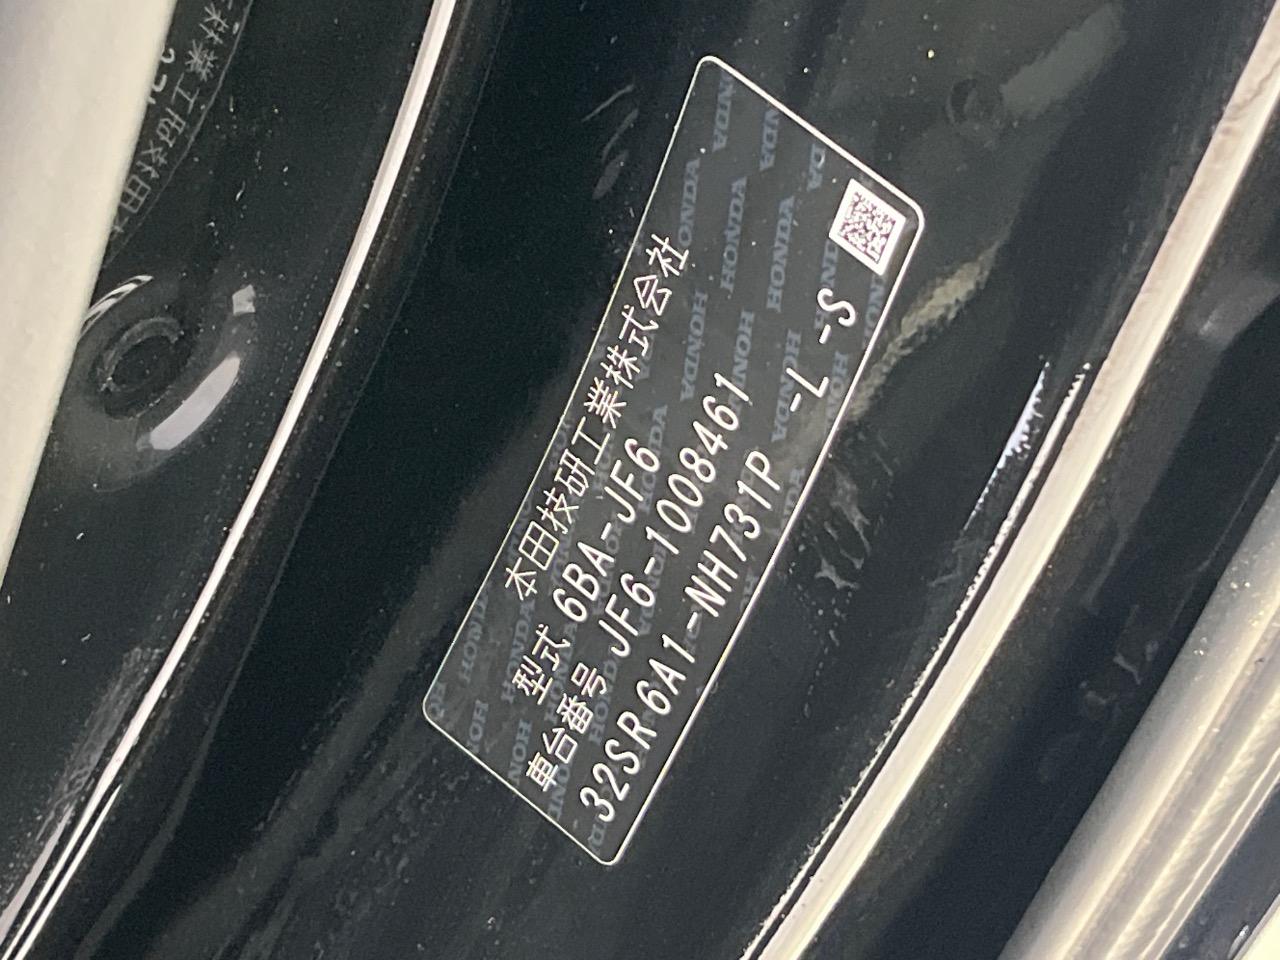 本田技研工業株式会社
型式 6BA-JF6
車台番号 JF6-1008461
32SR6A1-NH731P -L -S